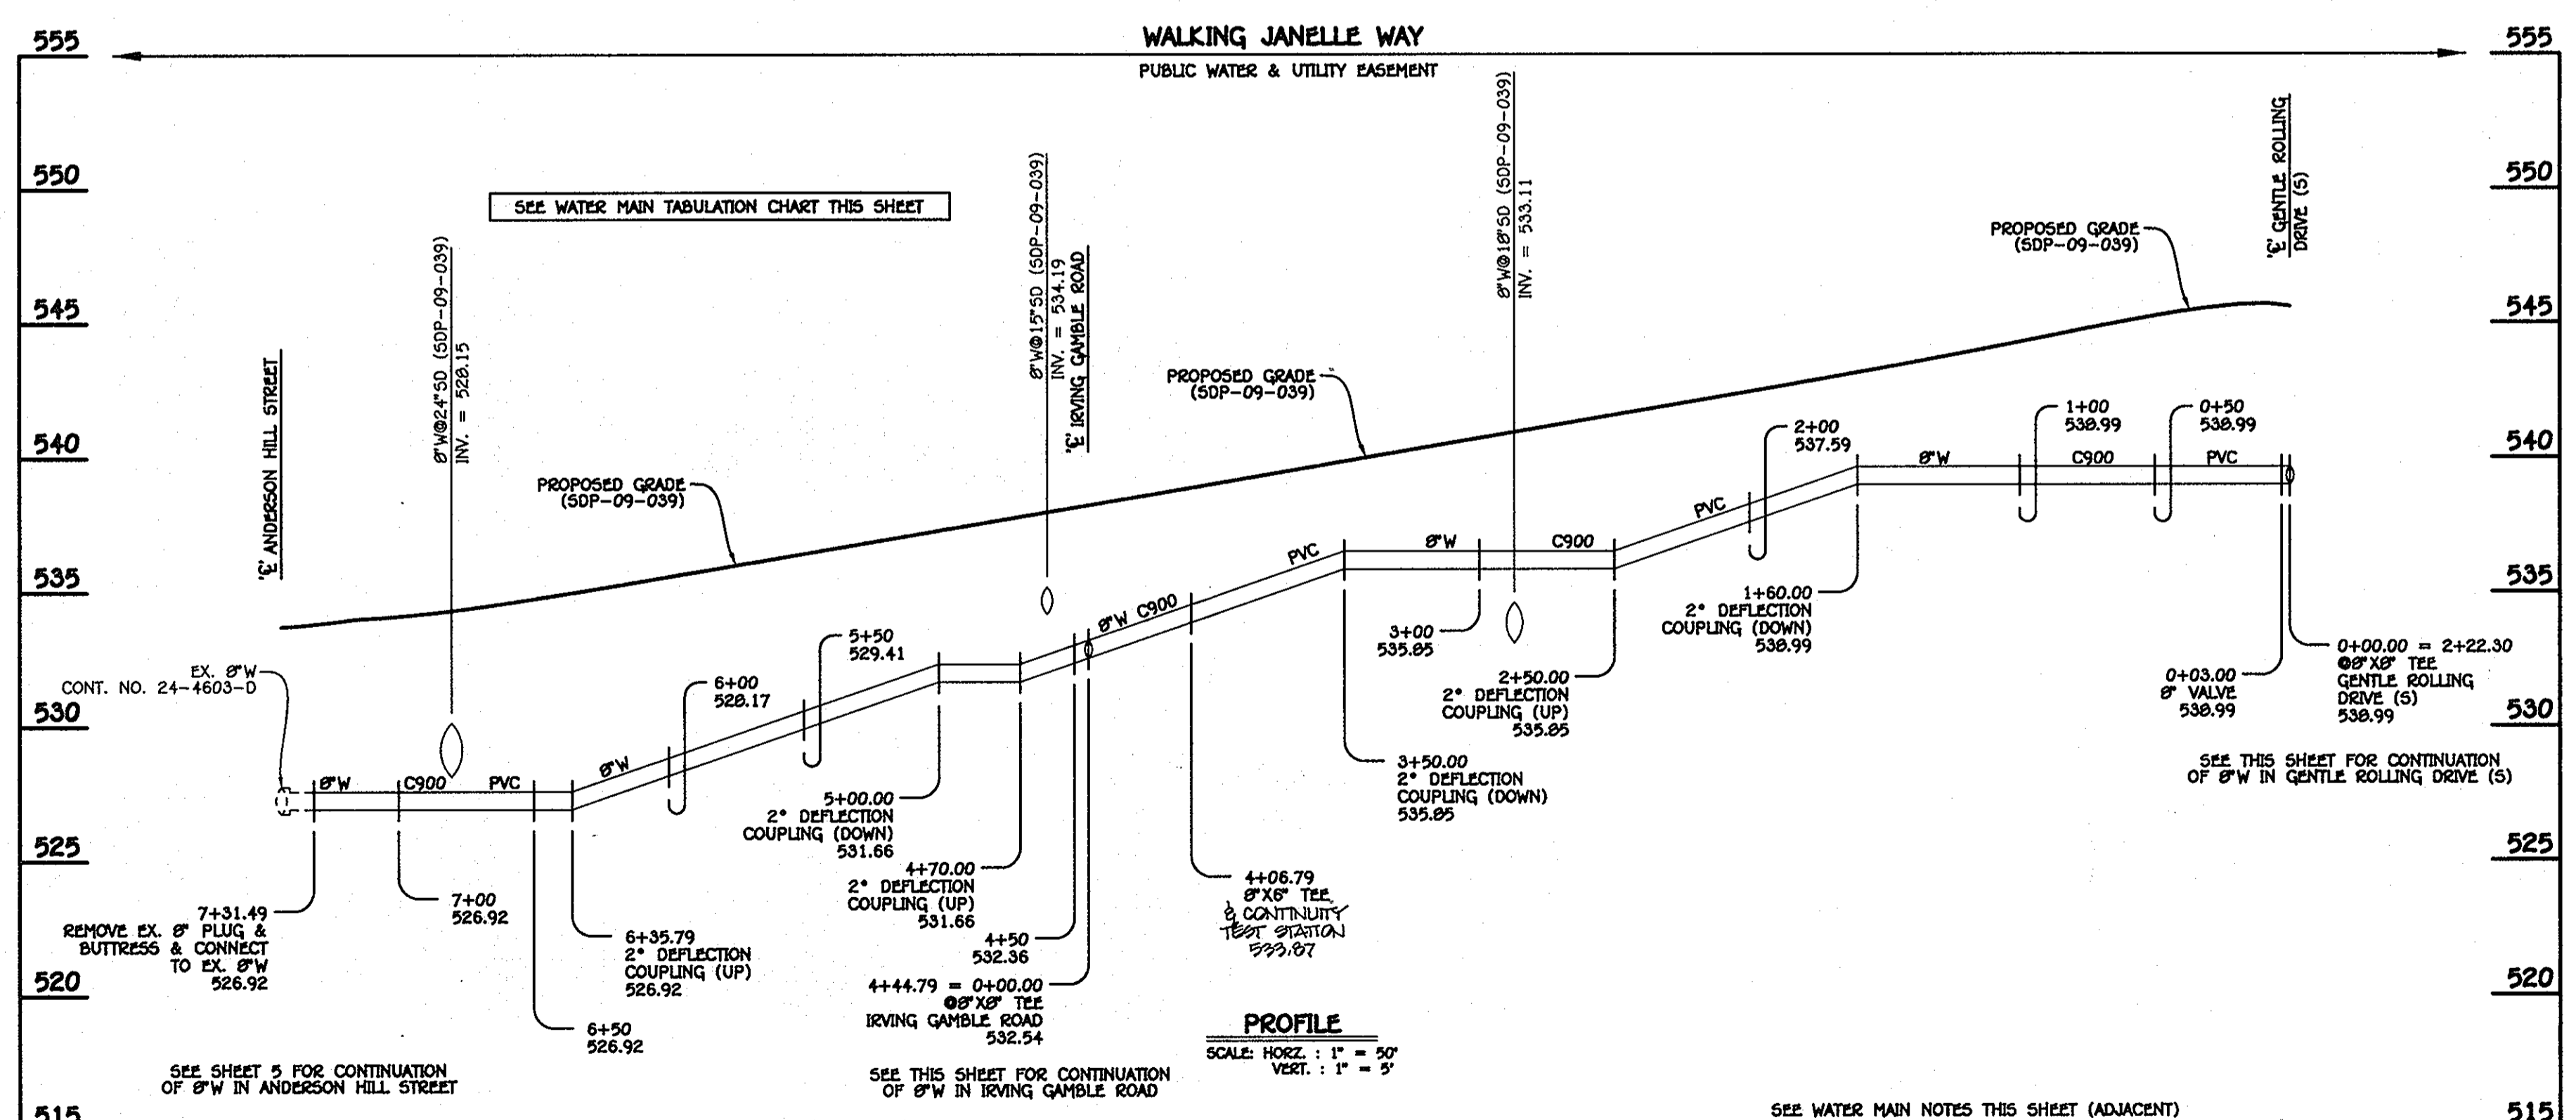 WALKING JANELLE WAY
PUBLIC WATER & UTILITY EASEMENT
555
550
545
540
535
530
525
520
515
555
550
545
540
535
530
525
520
515
SEE WATER MAIN TABULATION CHART THIS SHEET
'℄' ANDERSON HILL STREET
8"W@24"SD (SDP-09-039)
INV. = 528.15
8"W@15"SD (SDP-09-039)
INV. = 534.19
'℄' IRVING GAMBLE ROAD
8"W@18"SD (SDP-09-039)
INV. = 533.11
'℄' GENTLE ROLLING
DRIVE (S)
PROPOSED GRADE
(SDP-09-039)
PROPOSED GRADE
(SDP-09-039)
PROPOSED GRADE
(SDP-09-039)
EX. 8"W
CONT. NO. 24-4603-D
8"W
C900
PVC
8"W
8"W C900
PVC
8"W
C900
PVC
8"W
C900
PVC
7+31.49
REMOVE EX. 8" PLUG &
BUTTRESS & CONNECT
TO EX. 8"W
526.92
7+00
526.92
6+50
526.92
6+35.79
2° DEFLECTION
COUPLING (UP)
526.92
6+00
528.17
5+50
529.41
5+00.00
2° DEFLECTION
COUPLING (DOWN)
531.66
4+70.00
2° DEFLECTION
COUPLING (UP)
531.66
4+50
532.36
4+44.79 = 0+00.00
@8"X8" TEE
IRVING GAMBLE ROAD
532.54
4+06.79
8"X6" TEE
& CONTINUITY
TEST STATION
533.87
3+50.00
2° DEFLECTION
COUPLING (DOWN)
535.85
3+00
535.85
2+50.00
2° DEFLECTION
COUPLING (UP)
535.85
2+00
537.59
1+60.00
2° DEFLECTION
COUPLING (DOWN)
538.99
1+00
538.99
0+50
538.99
0+03.00
8" VALVE
538.99
0+00.00 = 2+22.30
@8"X8" TEE
GENTLE ROLLING
DRIVE (S)
538.99
SEE THIS SHEET FOR CONTINUATION
OF 8"W IN GENTLE ROLLING DRIVE (S)
SEE SHEET 5 FOR CONTINUATION
OF 8"W IN ANDERSON HILL STREET
SEE THIS SHEET FOR CONTINUATION
OF 8"W IN IRVING GAMBLE ROAD
PROFILE
SCALE: HORZ. : 1" = 50'
VERT. : 1" = 5'
SEE WATER MAIN NOTES THIS SHEET (ADJACENT)